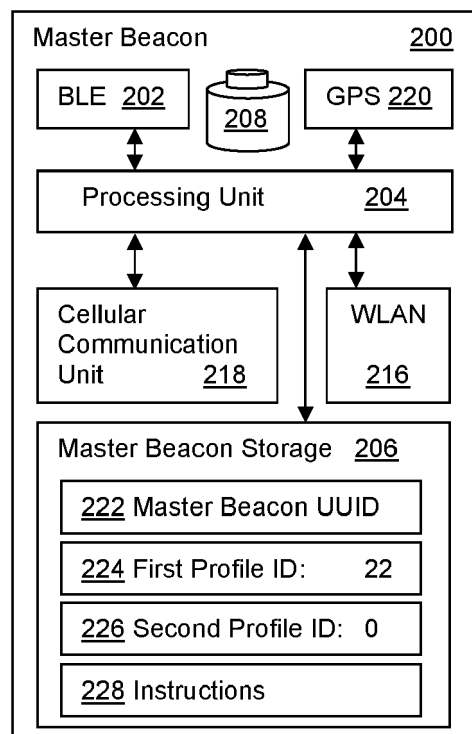 Master Beacon 200
BLE 202
208
GPS 220
Processing Unit 204
Cellular
Communication
Unit 218
WLAN
216
Master Beacon Storage 206
222 Master Beacon UUID
224 First Profile ID: 22
226 Second Profile ID: 0
228 Instructions